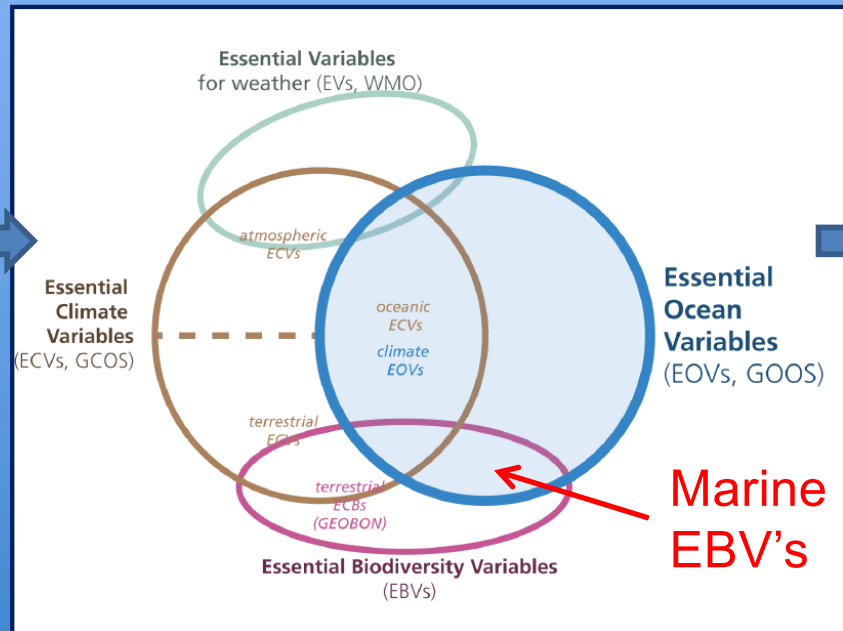 Essential Variables
for weather (EVs, WMO)
atmospheric
ECVs
Essential
Climate
Variables
(ECVs, GCOS)
oceanic
ECVs
climate
EOVs
Essential
Ocean
Variables
(EOVs, GOOS)
terrestrial
ECVs
terrestrial
ECBs
(GEOBON)
Marine
EBV's
Essential Biodiversity Variables
(EBVs)